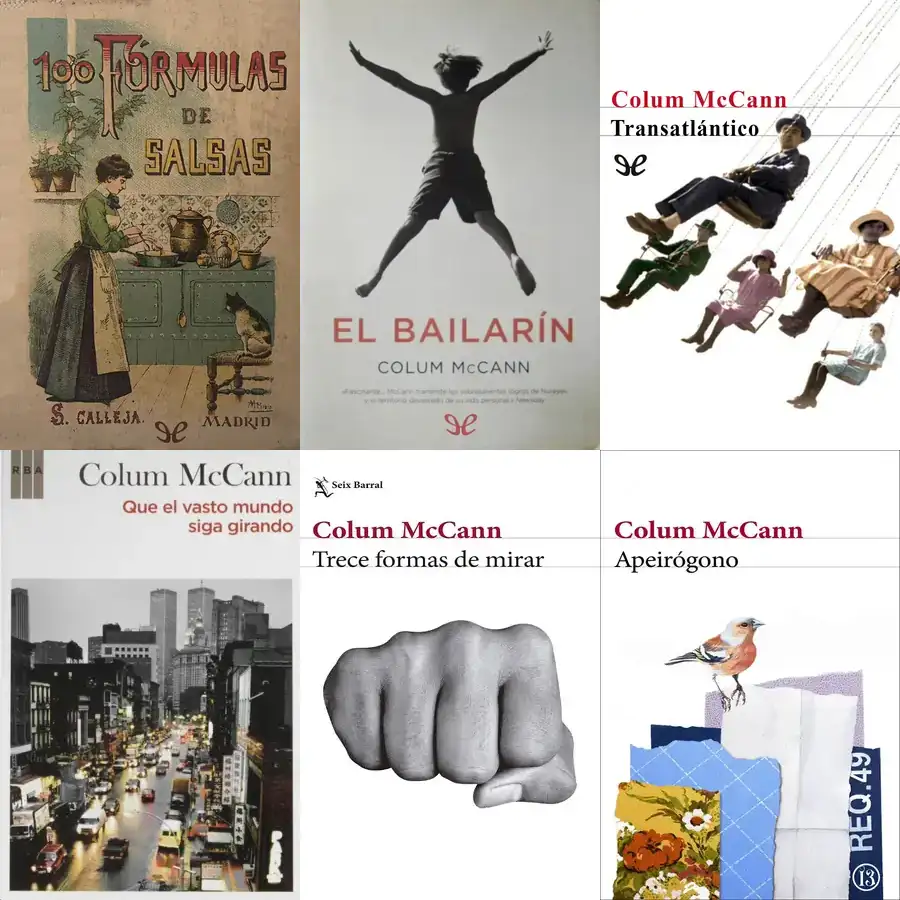 100 FÓRMULAS
DE
SALSAS
S. CALLEJA.
MADRID
EL BAILARÍN
COLUM McCANN
Colum McCann
Transatlántico
RBA
Colum McCann
Que el vasto mundo
siga girando
Seix Barral
Colum McCann
Trece formas de mirar
Colum McCann
Apeirógono
REQ.49
13